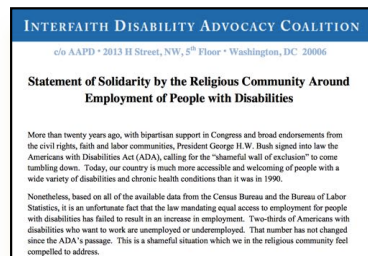 INTERFAITH DISABILITY ADVOCACY COALITION
c/o AAPD • 2013 H Street, NW, 5th Floor • Washington, DC 20006
Statement of Solidarity by the Religious Community Around
Employment of People with Disabilities
More than twenty years ago, with bipartisan support in Congress and broad endorsements from
the civil rights, faith and labor communities, President George H.W. Bush signed into law the
Americans with Disabilities Act (ADA), calling for the “shameful wall of exclusion” to come
tumbling down. Today, our country is much more accessible and welcoming of people with a
wide variety of disabilities and chronic health conditions than it was in 1990.
Nonetheless, based on all of the available data from the Census Bureau and the Bureau of Labor
Statistics, it is an unfortunate fact that the law mandating equal access to employment for people
with disabilities has failed to result in an increase in employment. Two-thirds of Americans with
disabilities who want to work are unemployed or underemployed. That number has not changed
since the ADA’s passage. This is a shameful situation which we in the religious community feel
compelled to address.